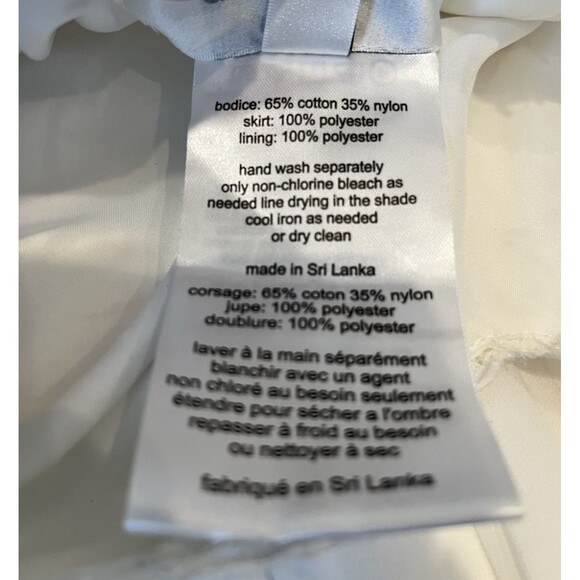 bodice: 65% cotton 35% nylon
skirt: 100% polyester
lining: 100% polyester
hand wash separately
only non-chlorine bleach as
needed line drying in the shade
cool iron as needed
or dry clean
made in Sri Lanka
corsage: 65% coton 35% nylon
jupe: 100% polyester
doublure: 100% polyester
laver à la main séparément
blanchir avec un agent
non chloré au besoin seulement
étendre pour sécher a l'ombre
repasser à froid au besoin
ou nettoyer à sec
fabriqué en Sri Lanka